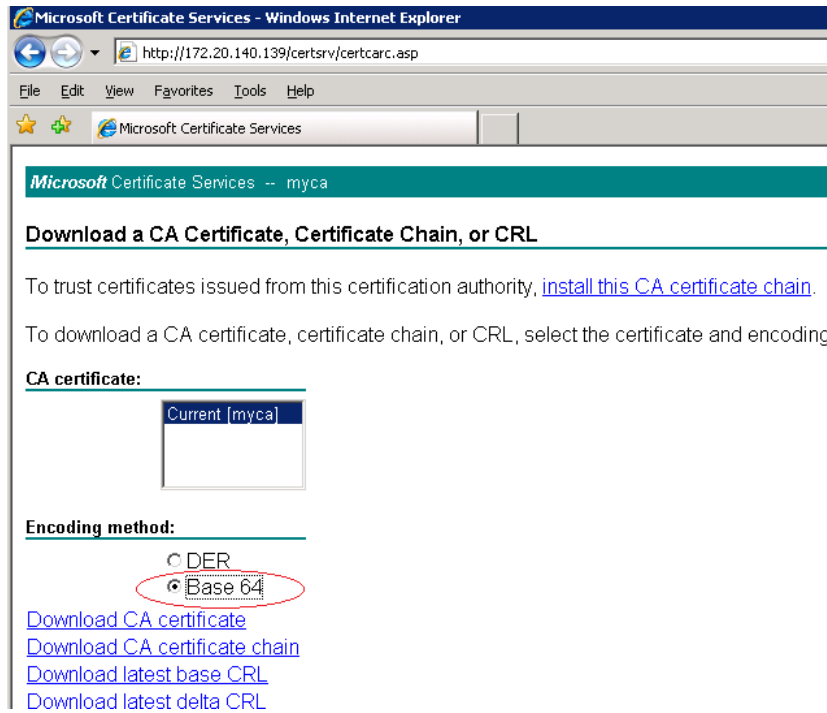 Microsoft Certificate Services - Windows Internet Explorer
http://172.20.140.139/certsrv/certcarc.asp
File Edit View Favorites Tools Help
Microsoft Certificate Services
Microsoft Certificate Services -- myca
Download a CA Certificate, Certificate Chain, or CRL
To trust certificates issued from this certification authority, install this CA certificate chain.
To download a CA certificate, certificate chain, or CRL, select the certificate and encoding
CA certificate:
Current [myca]
Encoding method:
DER
Base 64
Download CA certificate
Download CA certificate chain
Download latest base CRL
Download latest delta CRL